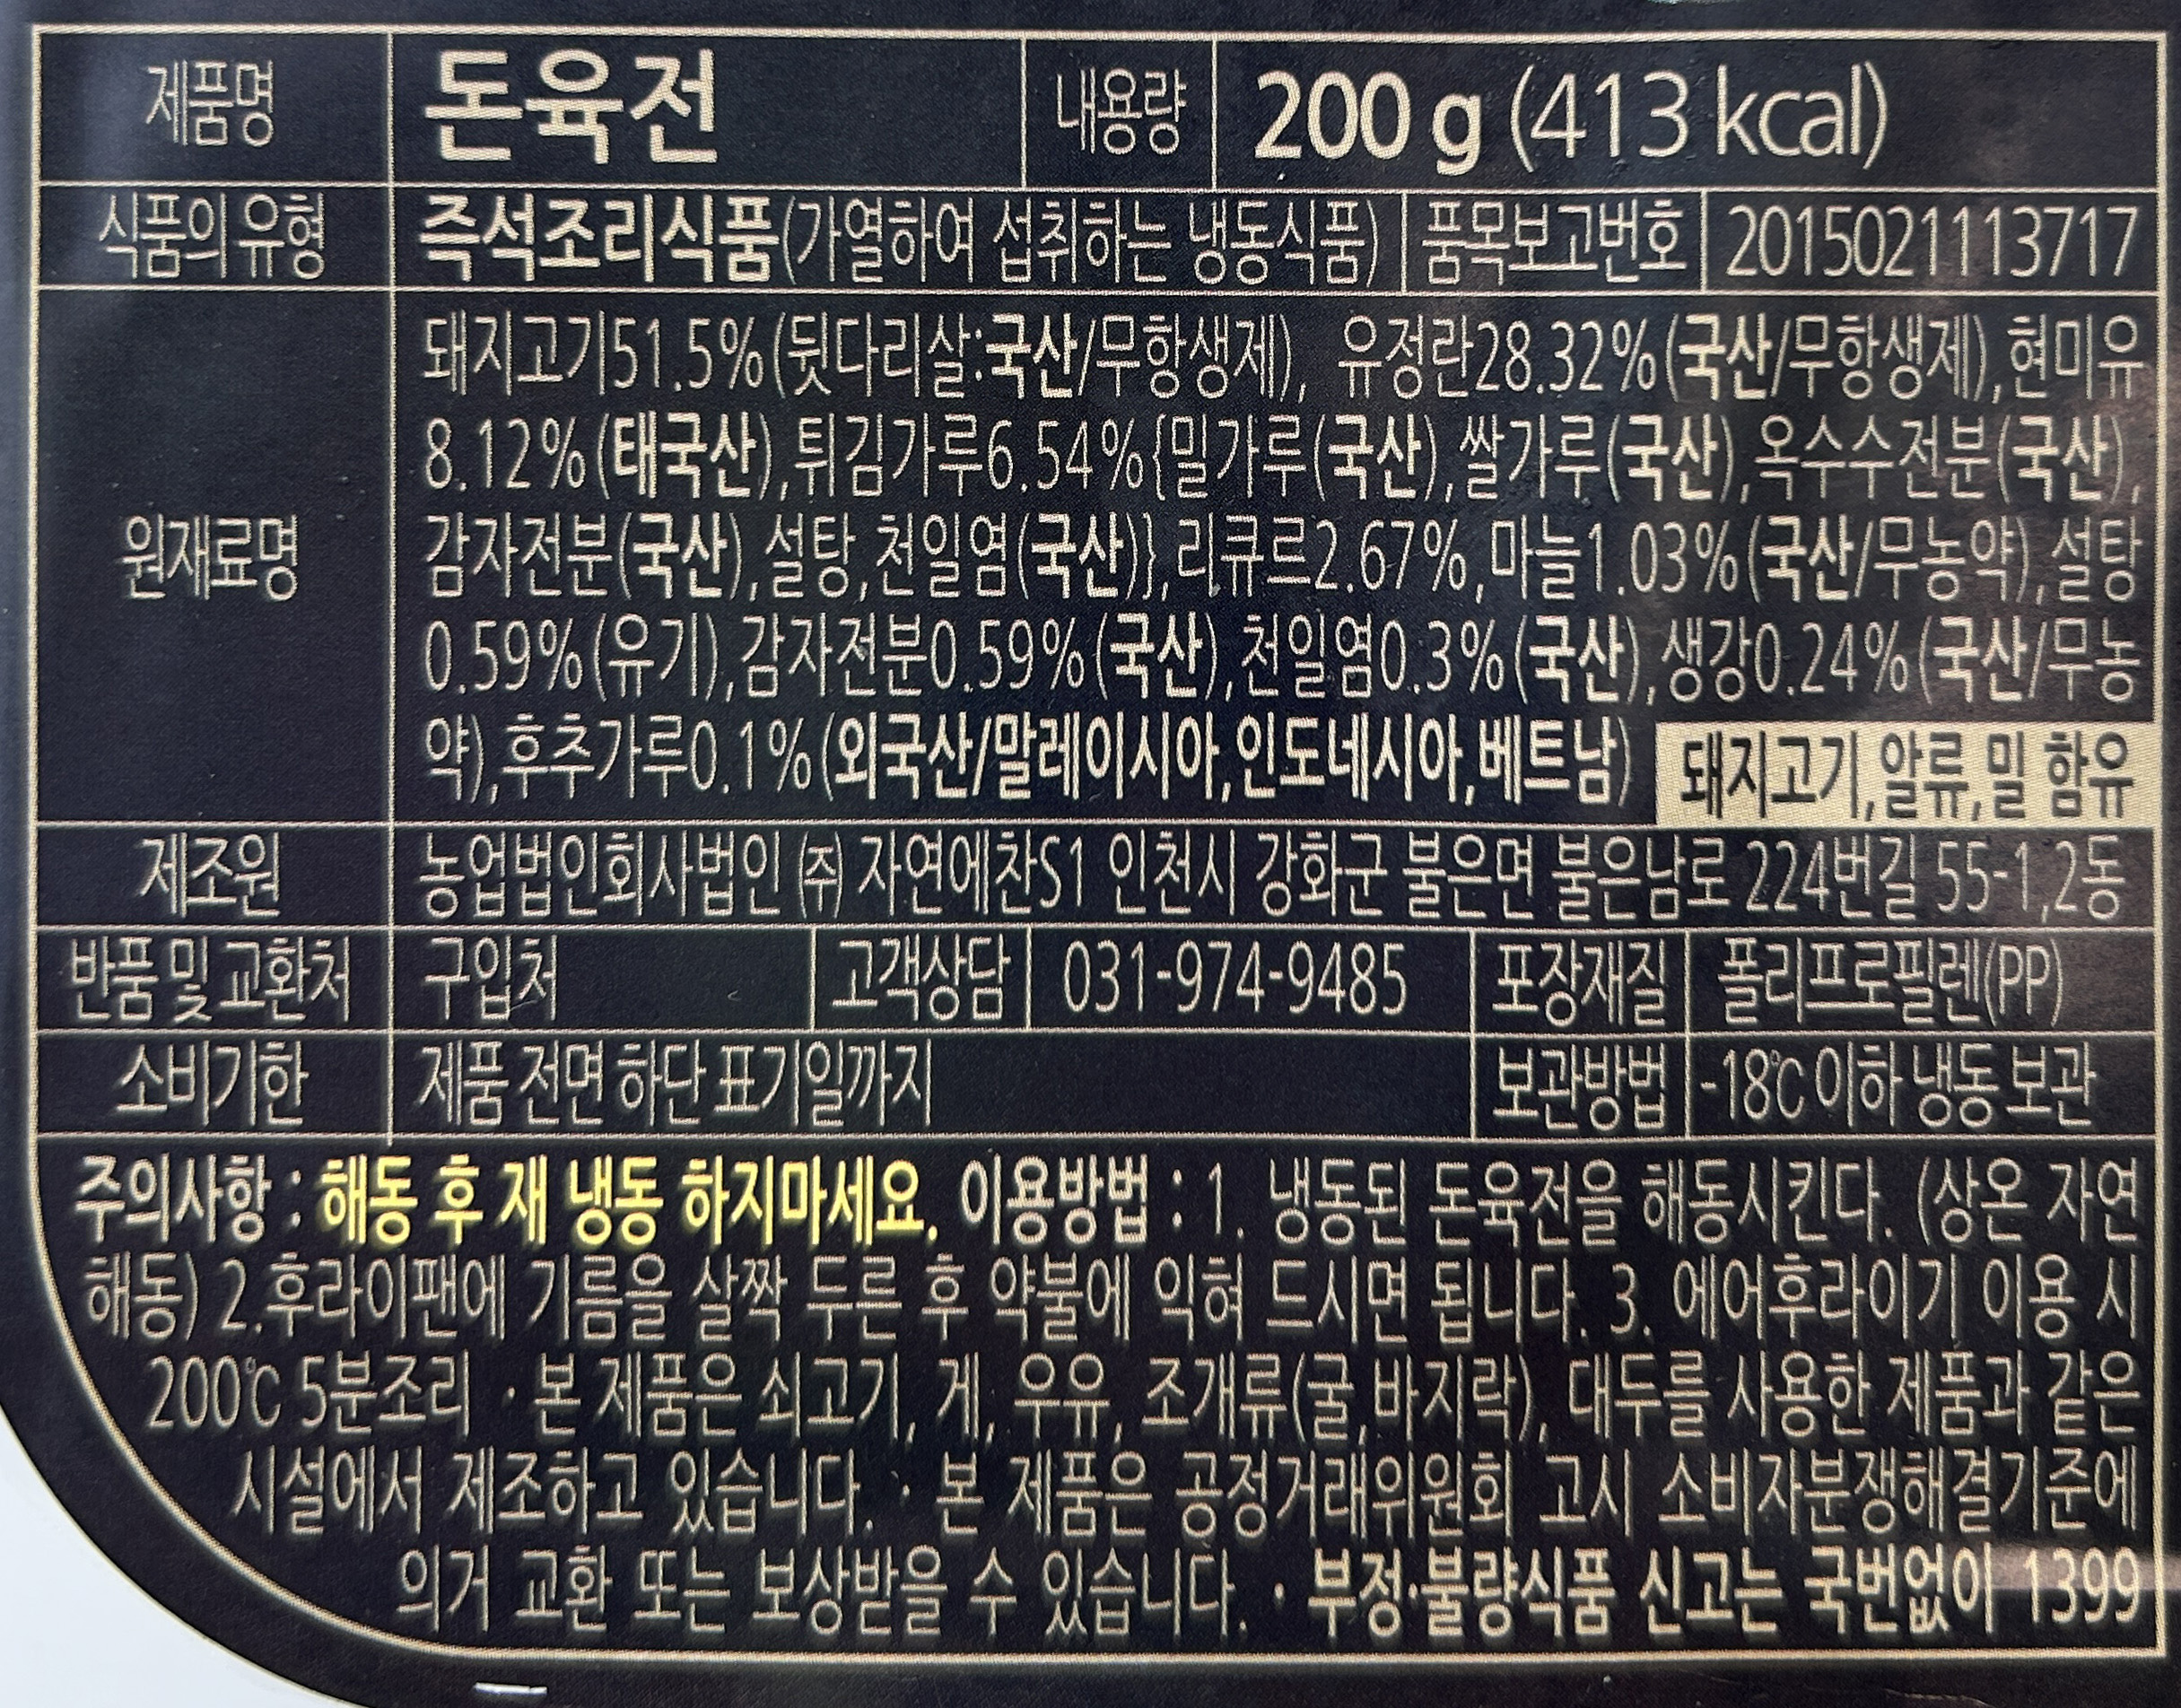 제품명 돈육전 내용량 200 g (413 kcal)
식품의 유형 즉석조리식품(가열하여 섭취하는 냉동식품) 품목보고번호 2015021113717
원재료명
돼지고기51.5%(뒷다리살:국산/무항생제), 유정란28.32%(국산/무항생제),현미유
8.12%(태국산),튀김가루6.54%{밀가루(국산),쌀가루(국산),옥수수전분(국산),
감자전분(국산),설탕,천일염(국산)},리큐르2.67%,마늘1.03%(국산/무농약),설탕
0.59%(유기),감자전분0.59%(국산),천일염0.3%(국산),생강0.24%(국산/무농
약),후추가루0.1%(외국산/말레이시아,인도네시아,베트남) 돼지고기,알류,밀 함유
제조원 농업법인회사법인 ㈜ 자연에찬S1 인천시 강화군 불은면 불은남로 224번길 55-1,2동
반품 및 교환처 구입처 고객상담 031-974-9485 포장재질 폴리프로필렌(PP)
소비기한 제품 전면 하단 표기일까지 보관방법 -18℃ 이하 냉동 보관
주의사항 : 해동 후 재 냉동 하지마세요. 이용방법 : 1. 냉동된 돈육전을 해동시킨다. (상온 자연
해동) 2.후라이팬에 기름을 살짝 두른 후 약불에 익혀 드시면 됩니다. 3. 에어후라이기 이용 시
200℃ 5분조리 · 본 제품은 쇠고기, 게, 우유, 조개류(굴,바지락), 대두를 사용한 제품과 같은
시설에서 제조하고 있습니다. · 본 제품은 공정거래위원회 고시 소비자분쟁해결기준에
의거 교환 또는 보상받을 수 있습니다. · 부정·불량식품 신고는 국번없이 1399